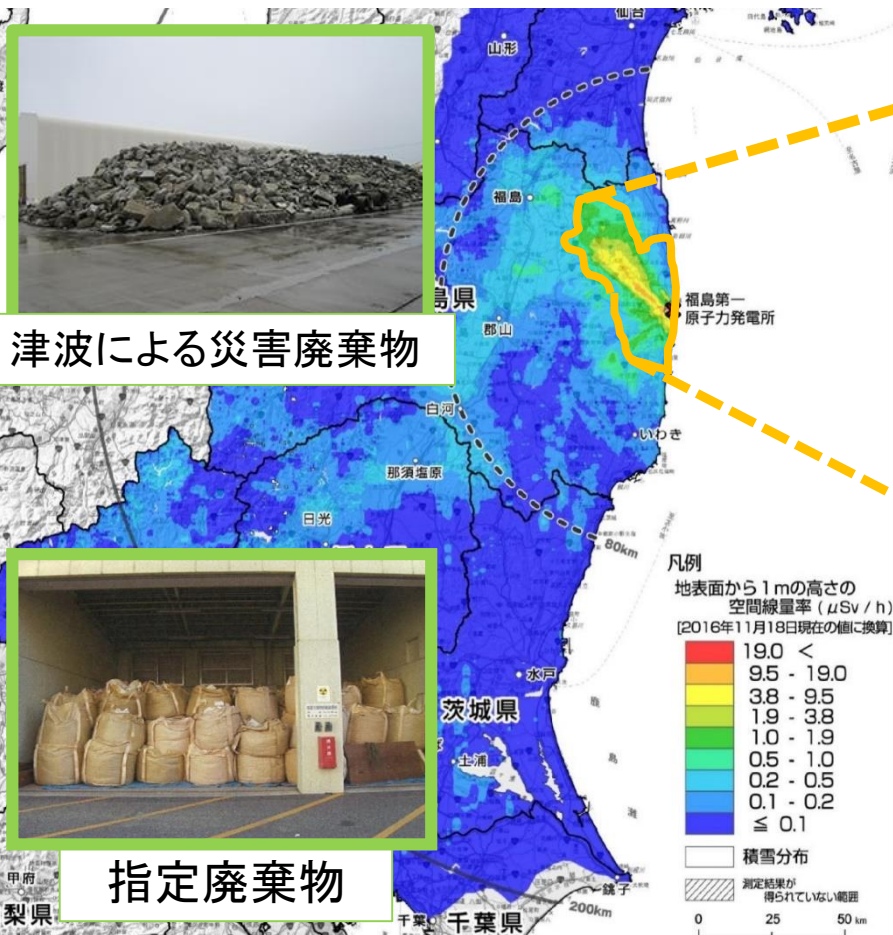 仙台
山形
福島
島県
福島第一
原子力発電所
津波による災害廃棄物
郡山
白河
いわき
那須塩原
日光
80km
凡例
地表面から1mの高さの
空間線量率(μSv/h)
[2016年11月18日現在の値に換算]
19.0 <
9.5 - 19.0
3.8 - 9.5
1.9 - 3.8
1.0 - 1.9
0.5 - 1.0
0.2 - 0.5
0.1 - 0.2
≦ 0.1
水戸
茨城県
鹿島灘
土浦
積雪分布
測定結果が
得られていない範囲
指定廃棄物
甲府
梨県
銚子
200km
千葉
千葉県
0 25 50 km